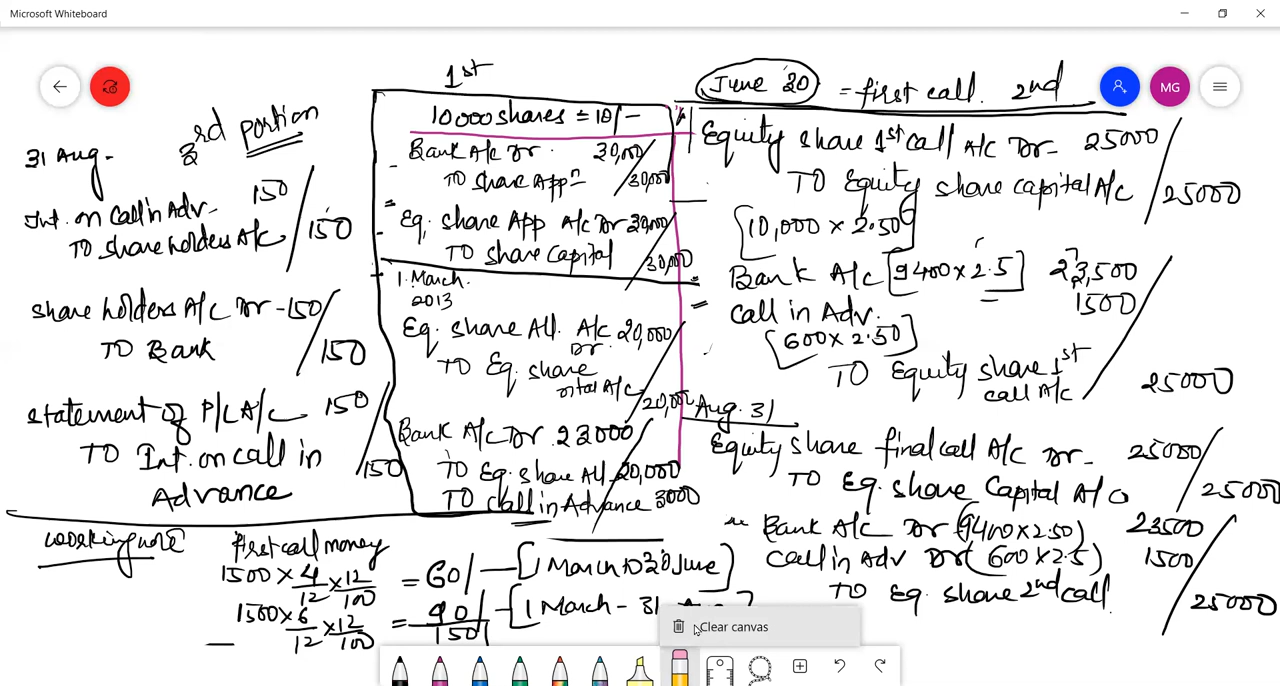 Microsoft Whiteboard
MG
3rd portion
31 Aug -
Int. on call in Adv- 150
TO shareholders A/c 150
share holders A/c Dr - 150
TO Bank 150
statement of P/L A/c 150
TO Int. on call in 150
Advance
1st
10000 shares = 10/-
Bank A/c Dr. 30,000
TO share Appn 30,000
Eq. share App A/c Dr 30,000
TO share capital 30,000
1. March
2013
Eq. share All. A/c 20,000
Dr.
TO Eq. share
A/c
20,000
Bank A/c Dr. 23000
TO Eq. share All 20,000
TO call in Advance 3000
June 30 = first call. 2nd
Equity share 1st call A/c Dr- 25000
TO Equity share capital A/c 25000
[10,000 x 2.50]
Bank A/c [9400 x 2.5] 23,500
call in Adv. 1500
[600 x 2.50]
TO Equity share 1st
call A/c 25000
Aug. 31
Equity share final call A/c Dr- 25000
TO Eq. share Capital A/c 25000
Bank A/c Dr (9400 x 2.50) 23500
Call in Adv Dr (600 x 2.5) 1500
TO Eq. share 2nd call 25000
working note
first call money
1500 x 4/12 x 12/100 = 60/ - [1 March to 30 June]
1500 x 6/12 x 12/100 = 90/ - [1 March - 31
150/
Clear canvas